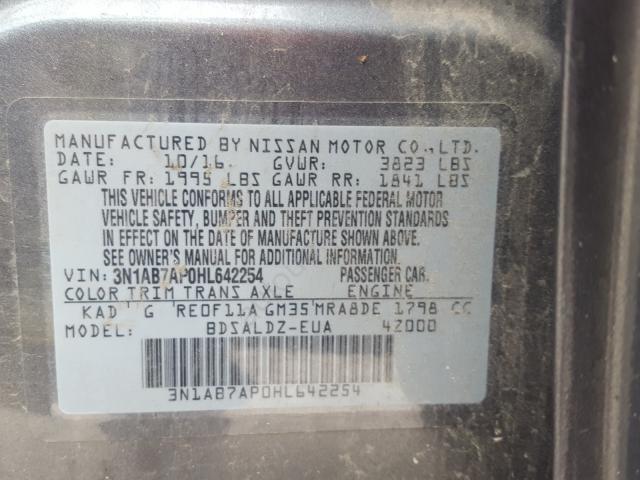 MANUFACTURED BY NISSAN MOTOR CO.,LTD.
DATE: 10/16 GVWR: 3823 LBS
GAWR FR: 1995 LBS GAWR RR: 1841 LBS
THIS VEHICLE CONFORMS TO ALL APPLICABLE FEDERAL MOTOR
VEHICLE SAFETY, BUMPER AND THEFT PREVENTION STANDARDS
IN EFFECT ON THE DATE OF MANUFACTURE SHOWN ABOVE.
SEE OWNER'S MANUAL FOR ADDITIONAL INFORMATION.
VIN: 3N1AB7AP0HL642254 PASSENGER CAR.
COLOR TRIM TRANS AXLE ENGINE
KAD G RE0F11A GM35 MRA8DE 1798 CC
MODEL: BDSALDZ-EUA 42000
3N1AB7AP0HL642254